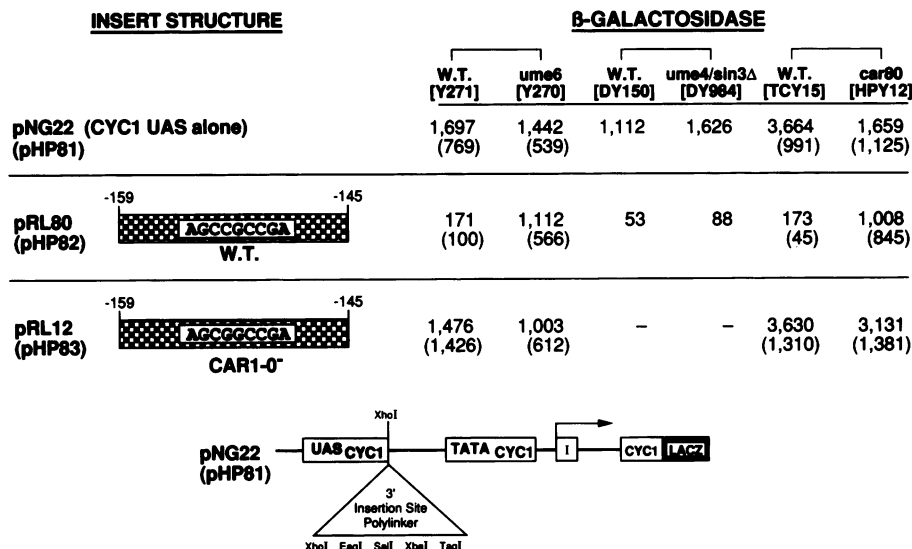 INSERT STRUCTURE
ß-GALACTOSIDASE
W.T. ume6 W.T. ume4/sin3Δ W.T. car80
[Y271] [Y270] [DY150] [DY984] [TCY15] [HPY12]
pNG22 (CYC1 UAS alone) 1,697 1,442 1,112 1,626 3,664 1,659
(pHP81) (769) (539) (991) (1,125)
-159 -145
pRL80 AGCCGCCGA 171 1,112 53 88 173 1,008
(pHP82) W.T. (100) (566) (45) (845)
-159 -145
pRL12 AGCGGCCGA 1,476 1,003 – – 3,630 3,131
(pHP83) CAR1-0⁻ (1,426) (612) (1,310) (1,381)
XhoI
pNG22 UAS CYC1 TATA CYC1 I CYC1 LACZ
(pHP81)
3'
Insertion Site
Polylinker
XhoI EagI SalI XbaI TaqI